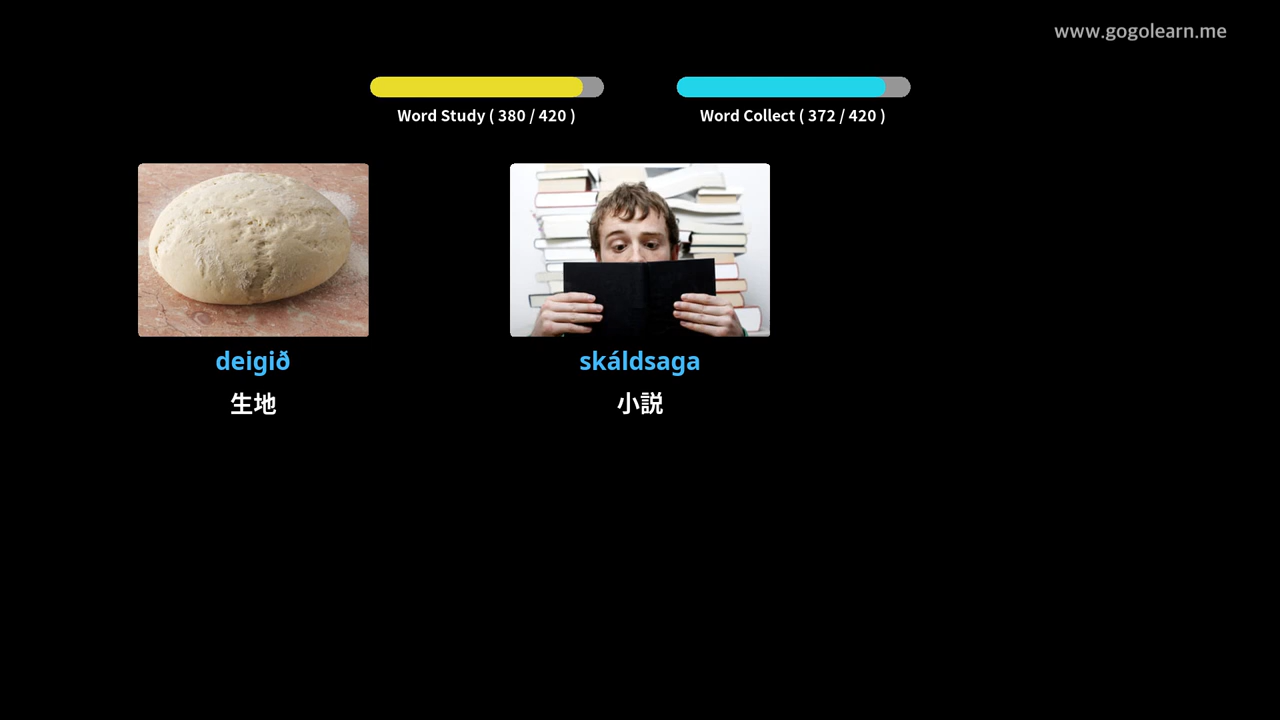 www.gogolearn.me
Word Study ( 380 / 420 )
Word Collect ( 372 / 420 )
deigið
skáldsaga
生地
小説